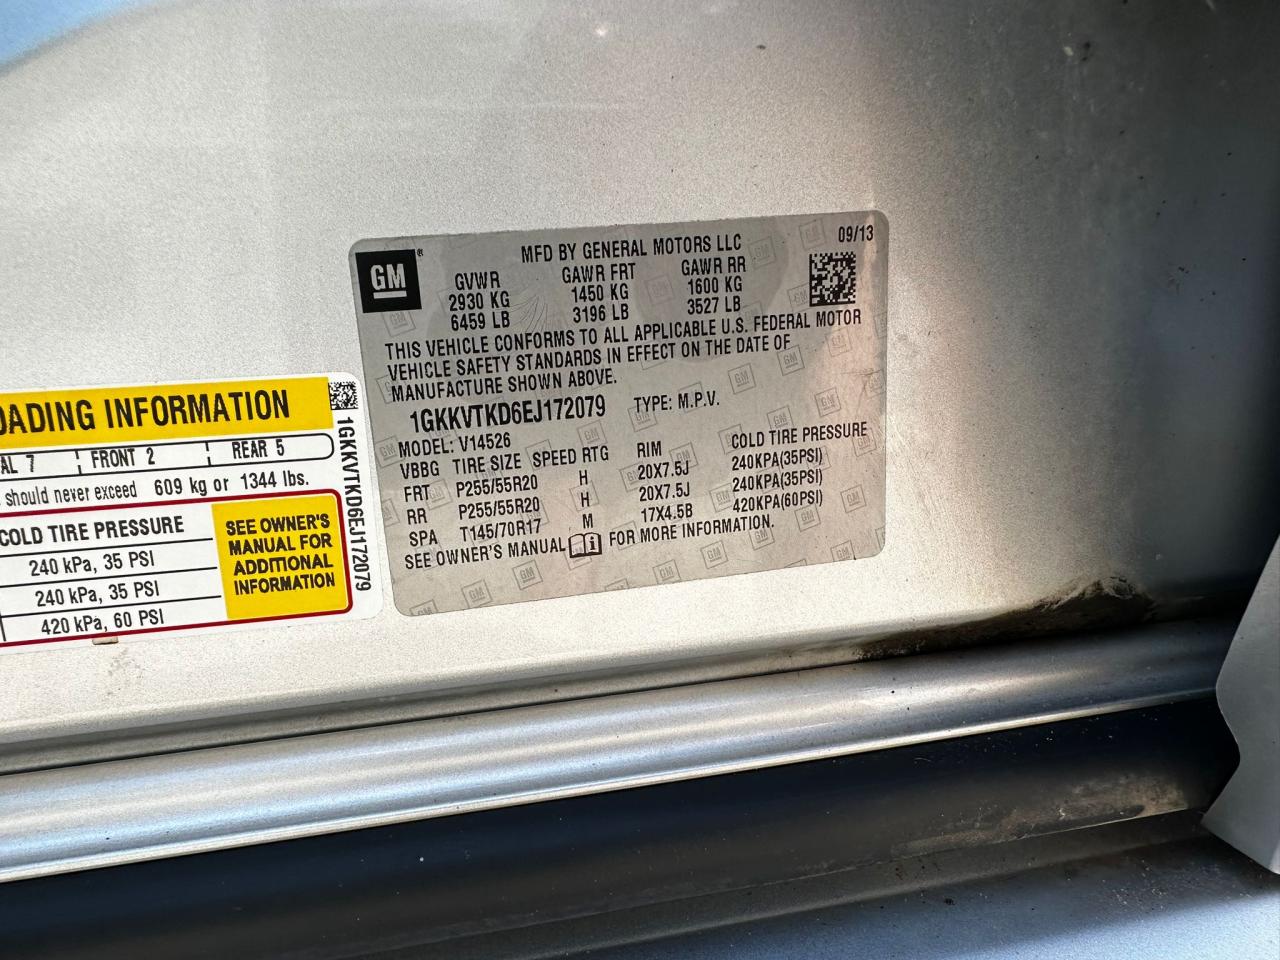 GM
®
MFD BY GENERAL MOTORS LLC
09/13
GVWR GAWR FRT GAWR RR
2930 KG 1450 KG 1600 KG
6459 LB 3196 LB 3527 LB
THIS VEHICLE CONFORMS TO ALL APPLICABLE U.S. FEDERAL MOTOR
VEHICLE SAFETY STANDARDS IN EFFECT ON THE DATE OF
MANUFACTURE SHOWN ABOVE.
1GKKVTKD6EJ172079 TYPE: M.P.V.
MODEL: V14526
VBBG TIRE SIZE SPEED RTG RIM COLD TIRE PRESSURE
FRT P255/55R20 H 20X7.5J 240KPA(35PSI)
RR P255/55R20 H 20X7.5J 240KPA(35PSI)
SPA T145/70R17 M 17X4.5B 420KPA(60PSI)
SEE OWNER'S MANUAL FOR MORE INFORMATION.
OADING INFORMATION
AL 7 FRONT 2 REAR 5
should never exceed 609 kg or 1344 lbs.
COLD TIRE PRESSURE
240 kPa, 35 PSI
240 kPa, 35 PSI
420 kPa, 60 PSI
SEE OWNER'S
MANUAL FOR
ADDITIONAL
INFORMATION
1GKKVTKD6EJ172079